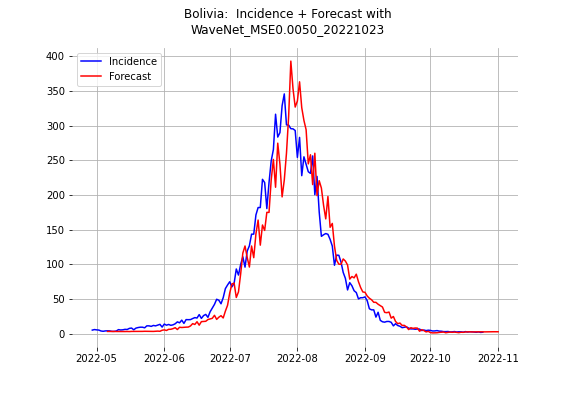 Bolivia:  Incidence + Forecast with
WaveNet_MSE0.0050_20221023
Incidence
Forecast
400
350
300
250
200
150
100
50
0
2022-05 2022-06 2022-07 2022-08 2022-09 2022-10 2022-11